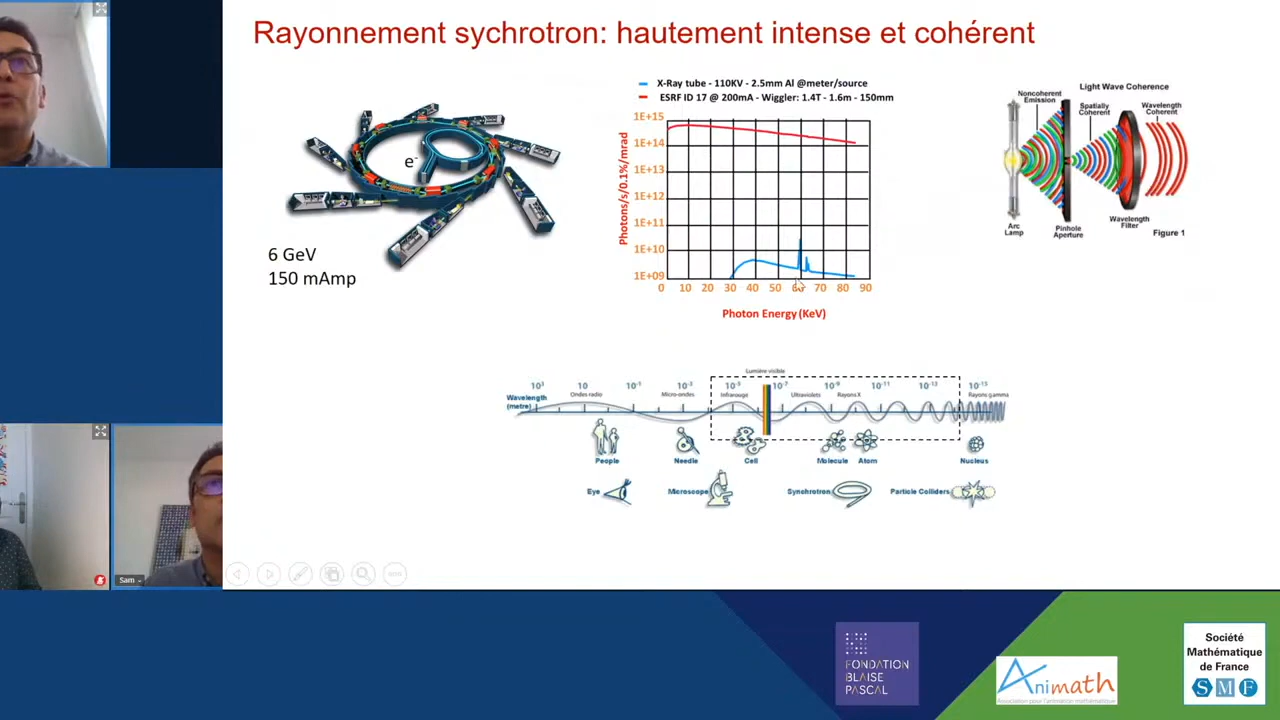 Rayonnement sychrotron: hautement intense et cohérent
e-
6 GeV
150 mAmp
X-Ray tube - 110KV - 2.5mm Al @meter/source
ESRF ID 17 @ 200mA - Wiggler: 1.4T - 1.6m - 150mm
Photons/s/0.1%/mrad
1E+15
1E+14
1E+13
1E+12
1E+11
1E+10
1E+09
0 10 20 30 40 50 60 70 80 90
Photon Energy (KeV)
Light Wave Coherence
Noncoherent
Emission
Spatially
Coherent
Wavelength
Coherent
Arc
Lamp
Pinhole
Aperture
Wavelength
Filter
Figure 1
Lumière visible
Wavelength
(metre)
10³ 10 10⁻¹ 10⁻³ 10⁻⁵ 10⁻⁷ 10⁻⁹ 10⁻¹¹ 10⁻¹³ 10⁻¹⁵
Ondes radio Micro-ondes Infrarouge Ultraviolets Rayons X Rayons gamma
People Needle Cell Molecule Atom Nucleus
Eye Microscope Synchrotron Particle Colliders
Sam
FONDATION
BLAISE
PASCAL
Animath
Association pour l'animation mathématique
Société
Mathématique
de France
S M F